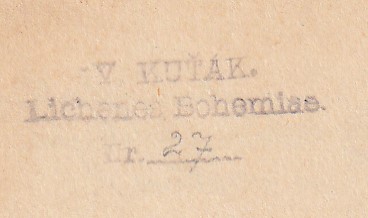 V KUŤÁK.
Lichenes Bohemiae.
Nr. 27